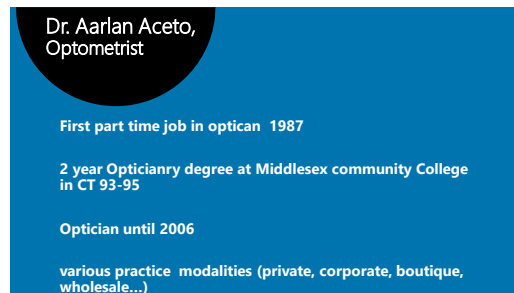 Dr. Aarlan Aceto,
Optometrist
First part time job in optican  1987
2 year Opticianry degree at Middlesex community College
in CT 93-95
Optician until 2006
various practice  modalities (private, corporate, boutique,
wholesale...)